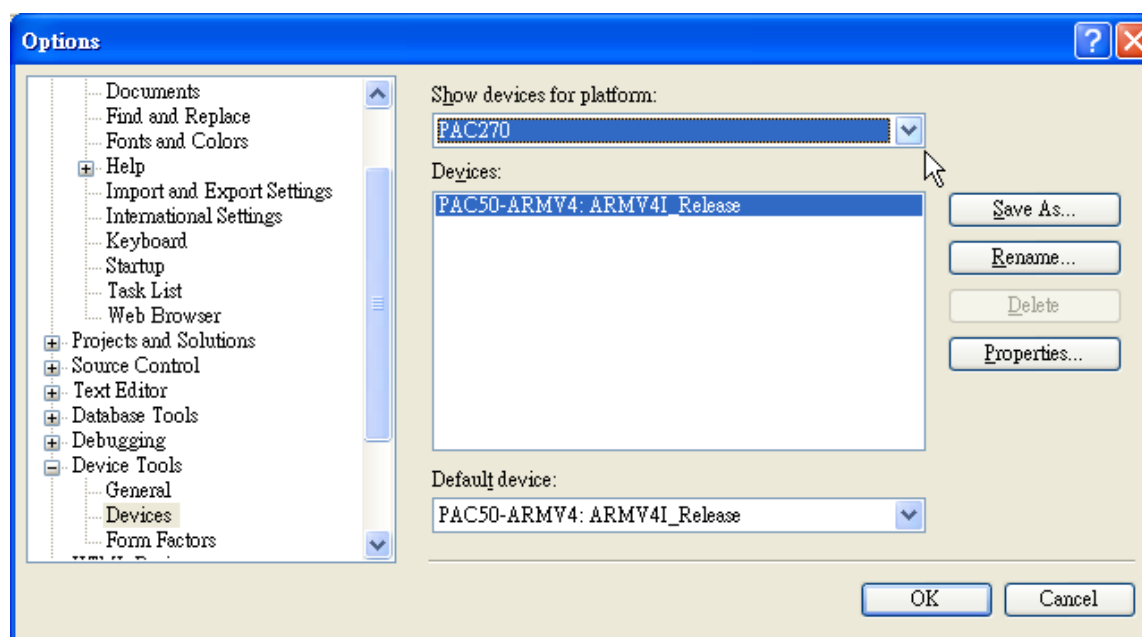 Options
Documents
Find and Replace
Fonts and Colors
Help
Import and Export Settings
International Settings
Keyboard
Startup
Task List
Web Browser
Projects and Solutions
Source Control
Text Editor
Database Tools
Debugging
Device Tools
General
Devices
Form Factors
Show devices for platform:
PAC270
Devices:
PAC50-ARMV4: ARMV4I_Release
Save As...
Rename...
Delete
Properties...
Default device:
PAC50-ARMV4: ARMV4I_Release
OK
Cancel